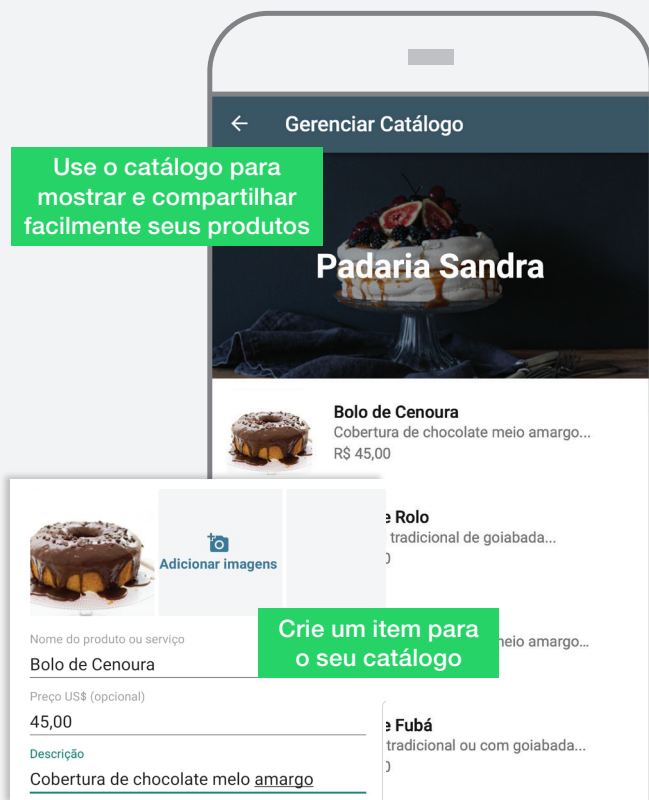 Gerenciar Catálogo
Use o catálogo para
mostrar e compartilhar
facilmente seus produtos
Padaria Sandra
Bolo de Cenoura
Cobertura de chocolate meio amargo...
R$ 45,00
Rolo
tradicional de goiabada...
Adicionar imagens
Crie um item para
o seu catálogo
amargo...
Nome do produto ou serviço
Bolo de Cenoura
Preço US$ (opcional)
45,00
Fubá
tradicional ou com goiabada...
Descrição
Cobertura de chocolate melo amargo